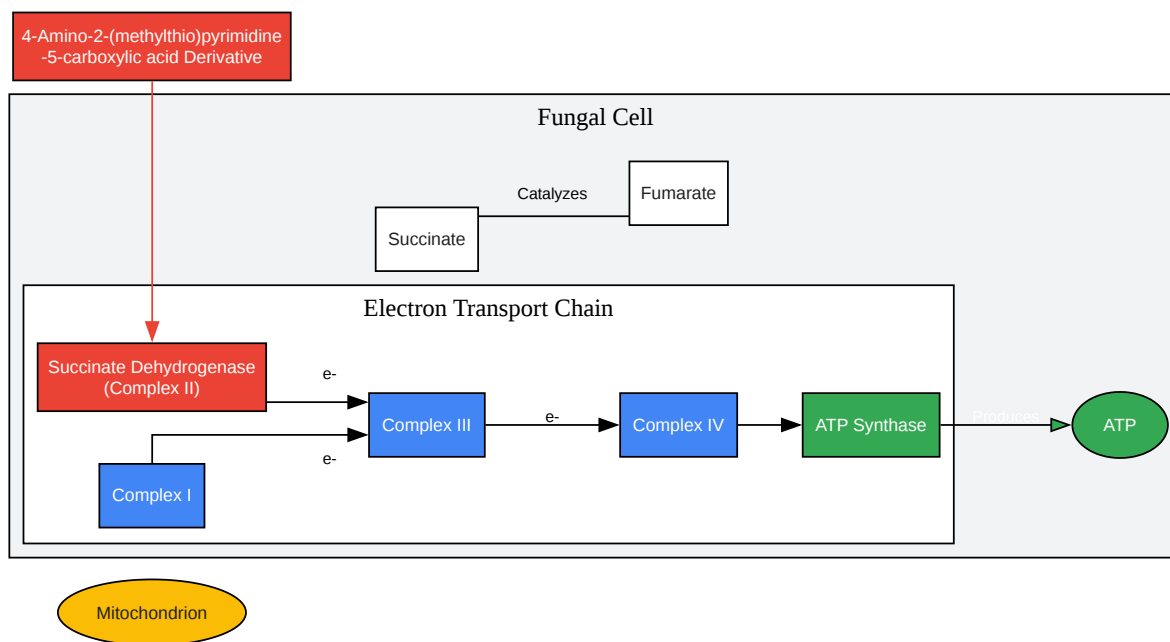 4-Amino-2-(methylthio)pyrimidine
-5-carboxylic acid Derivative
Fungal Cell
Catalyzes
Fumarate
Succinate
Electron Transport Chain
Succinate Dehydrogenase
(Complex II)
e-
Complex III
e-
Complex IV
ATP Synthase
Produces
ATP
e-
Complex I
Mitochondrion